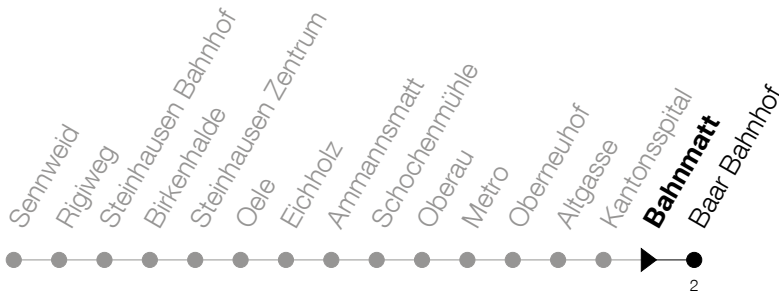 Sennweid
Rigiweg
Steinhausen Bahnhof
Birkenhalde
Steinhausen Zentrum
Oele
Eichholz
Ammannsmatt
Schochenmühle
Oberau
Metro
Oberneuhof
Altgasse
Kantonsspital
Bahnmatt
Baar Bahnhof
2